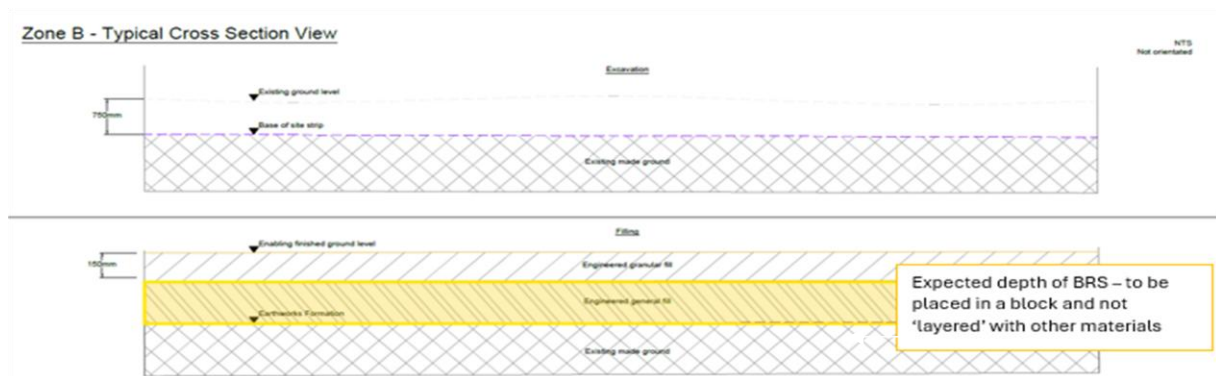 Zone B - Typical Cross Section View
NTS
Not orientated
Excavation
Existing ground level
750mm
Base of site strip
Existing made ground
Filling
Enabling finished ground level
150mm
Engineered granular fill
Expected depth of BRS – to be
placed in a block and not
‘layered’ with other materials
Engineered general fill
Earthworks Formation
Existing made ground